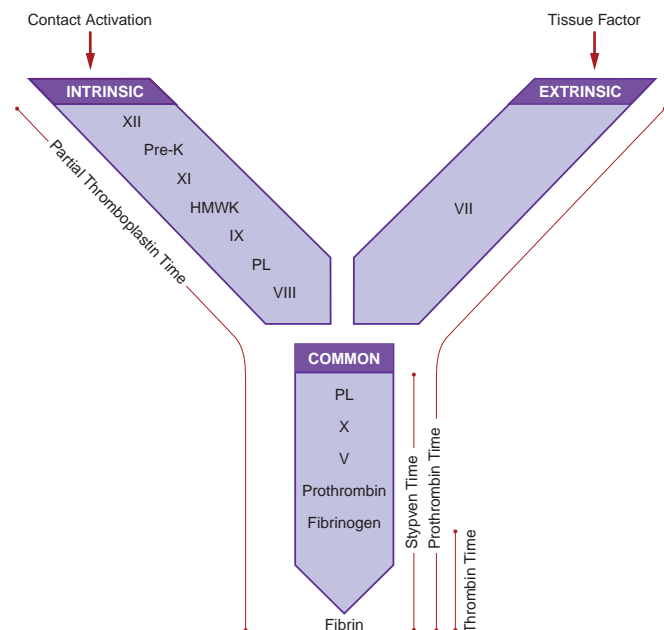 Contact Activation
Tissue Factor
INTRINSIC
EXTRINSIC
XII
Pre-K
XI
HMWK
IX
PL
VIII
VII
Partial Thromboplastin Time
COMMON
PL
X
V
Prothrombin
Fibrinogen
Fibrin
Stypven Time
Prothrombin Time
Thrombin Time